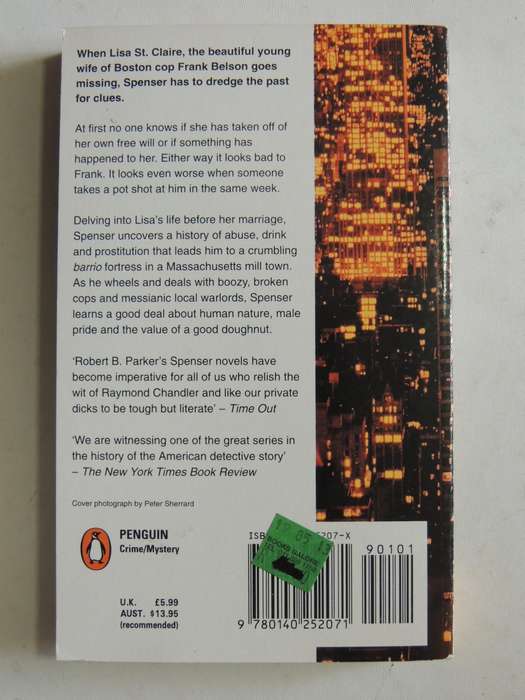 When Lisa St. Claire, the beautiful young
wife of Boston cop Frank Belson goes
missing, Spenser has to dredge the past
for clues.
At first no one knows if she has taken off of
her own free will or if something has
happened to her. Either way it looks bad to
Frank. It looks even worse when someone
takes a pot shot at him in the same week.
Delving into Lisa's life before her marriage,
Spenser uncovers a history of abuse, drink
and prostitution that leads him to a crumbling
barrio fortress in a Massachusetts mill town.
As he wheels and deals with boozy, broken
cops and messianic local warlords, Spenser
learns a good deal about human nature, male
pride and the value of a good doughnut.
'Robert B. Parker's Spenser novels have
become imperative for all of us who relish the
wit of Raymond Chandler and like our private
dicks to be tough but literate' – Time Out
'We are witnessing one of the great series in
the history of the American detective story'
– The New York Times Book Review
Cover photograph by Peter Sherrard
PENGUIN
Crime/Mystery
U.K. £5.99
AUST. $13.95
(recommended)
BOOKS GALORE
207-X
90101
9 780140 252071